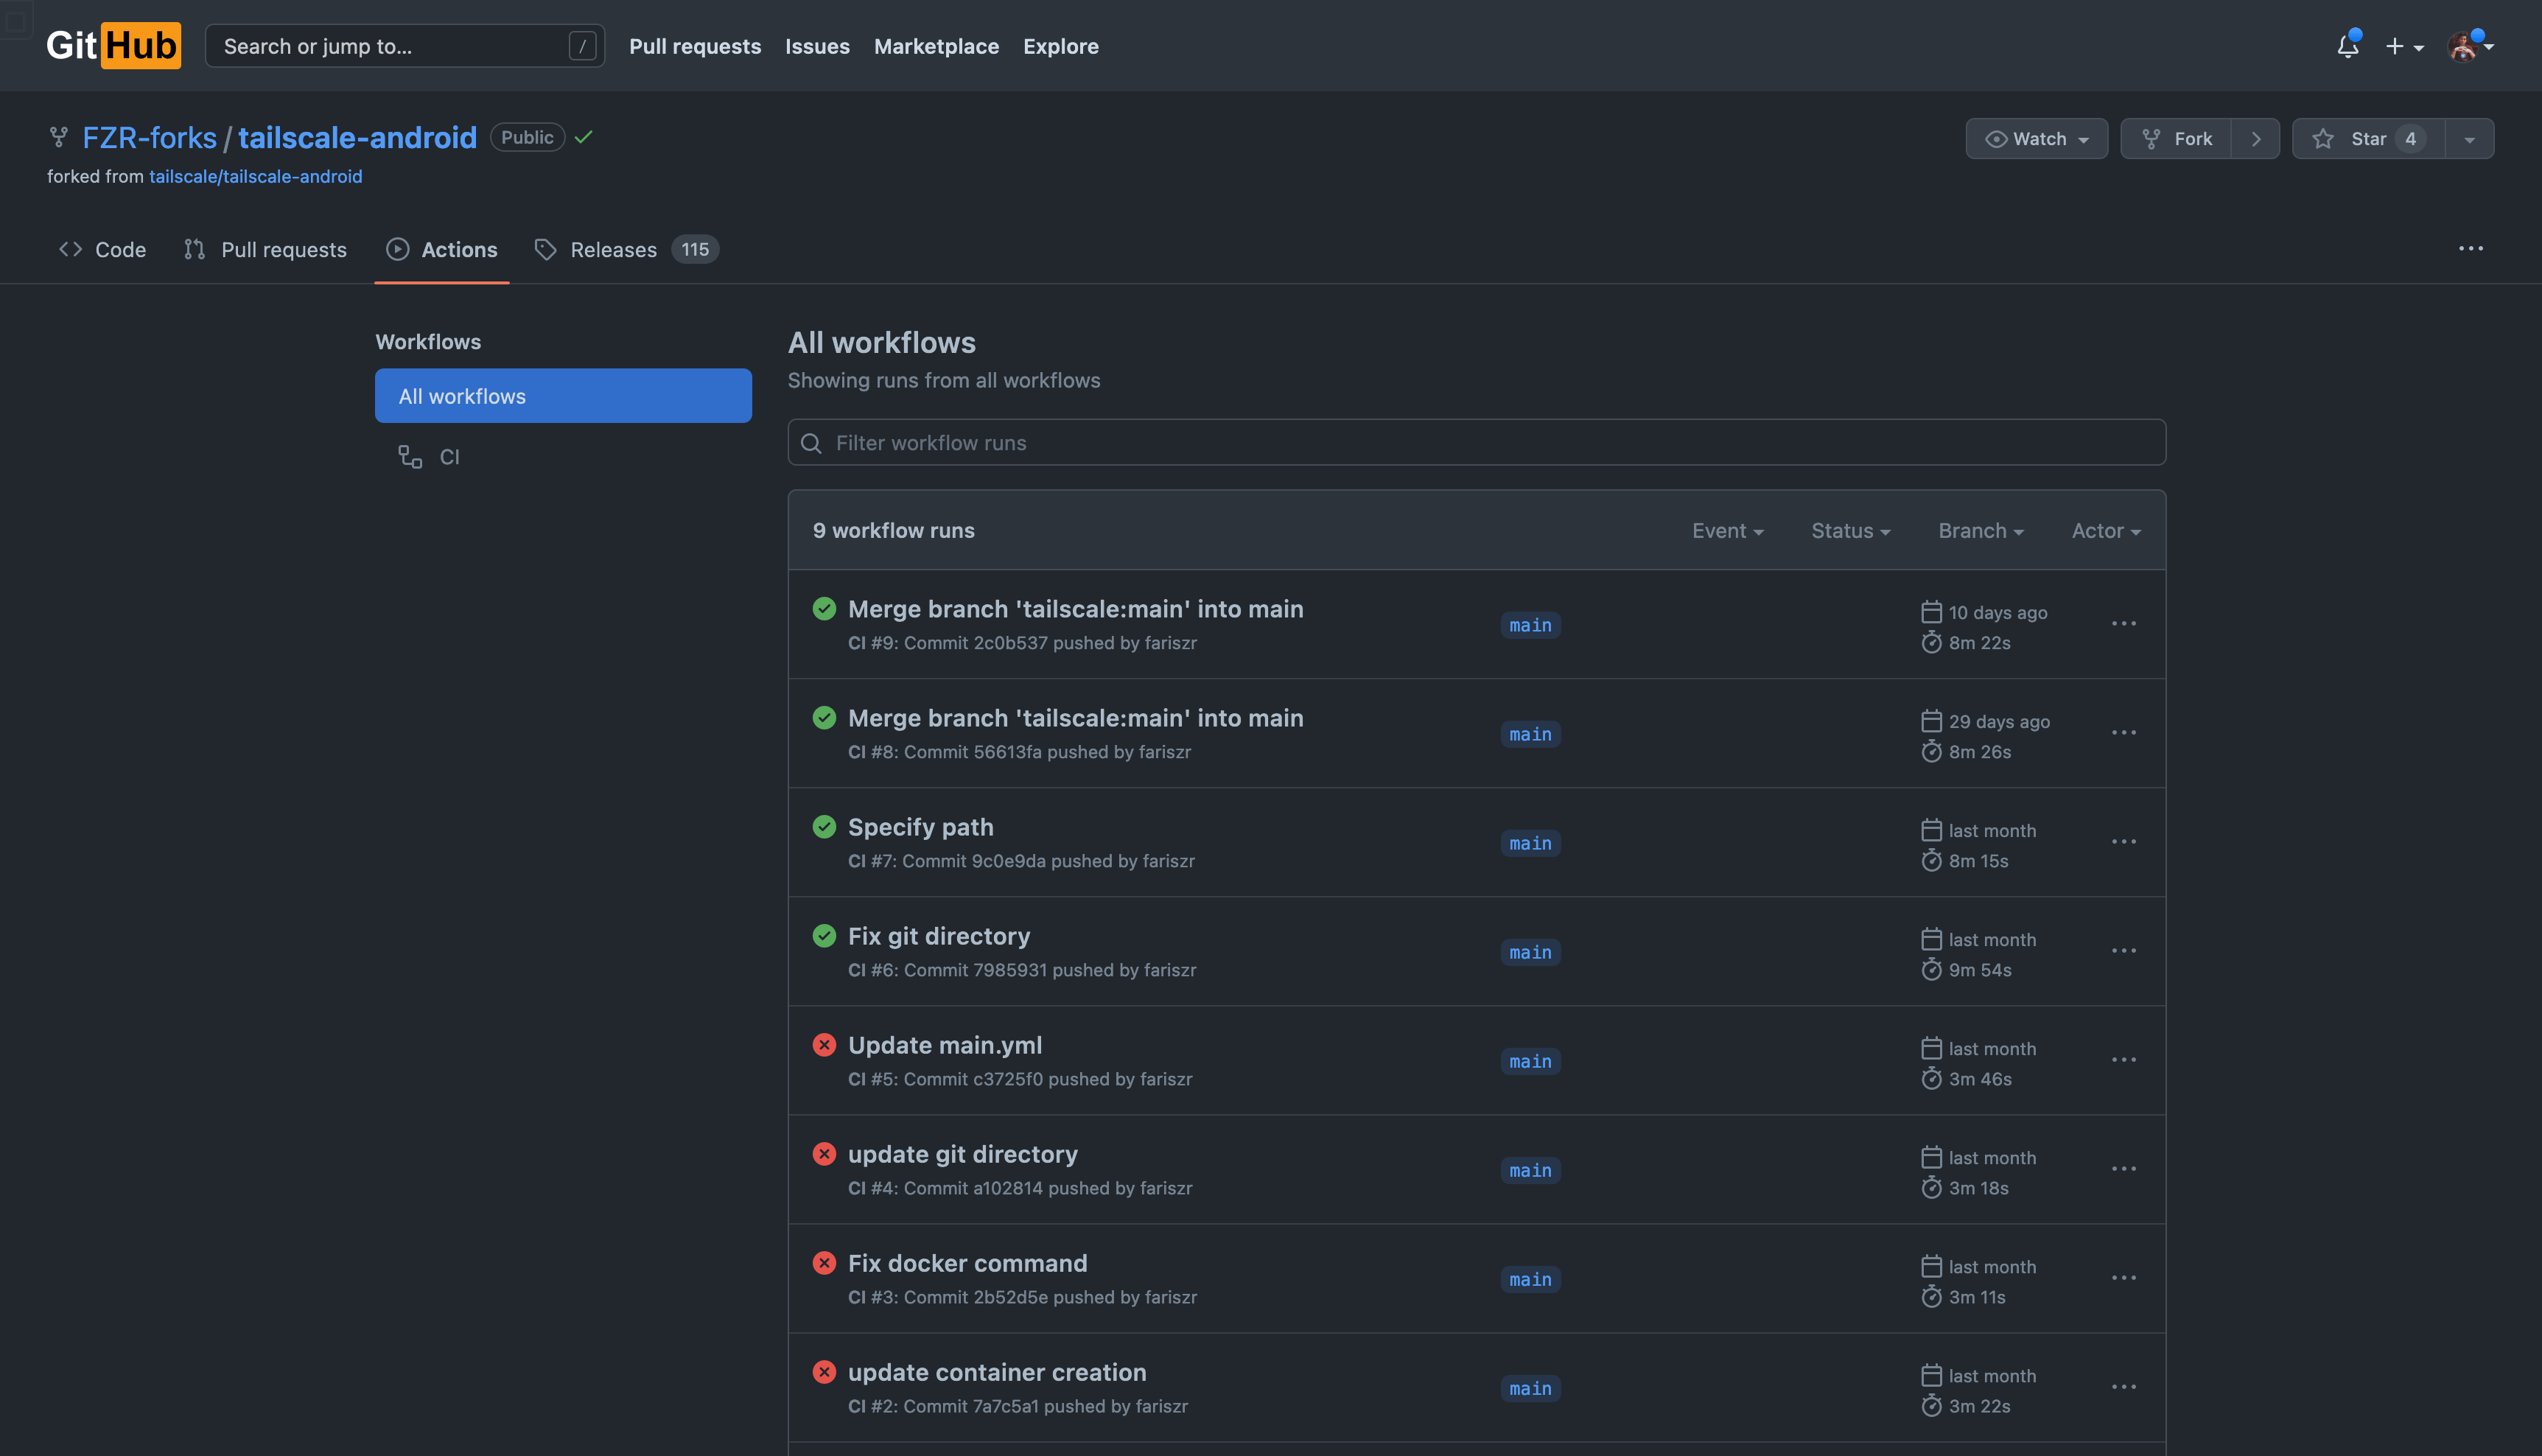 GitHub Search or jump to... / Pull requests Issues Marketplace Explore
FZR-forks / tailscale-android Public Watch Fork Star 4
forked from tailscale/tailscale-android
Code Pull requests Actions Releases 115
Workflows
All workflows
CI
All workflows
Showing runs from all workflows
Filter workflow runs
9 workflow runs Event Status Branch Actor
Merge branch 'tailscale:main' into main
CI #9: Commit 2c0b537 pushed by fariszr
main
10 days ago
8m 22s
Merge branch 'tailscale:main' into main
CI #8: Commit 56613fa pushed by fariszr
main
29 days ago
8m 26s
Specify path
CI #7: Commit 9c0e9da pushed by fariszr
main
last month
8m 15s
Fix git directory
CI #6: Commit 7985931 pushed by fariszr
main
last month
9m 54s
Update main.yml
CI #5: Commit c3725f0 pushed by fariszr
main
last month
3m 46s
update git directory
CI #4: Commit a102814 pushed by fariszr
main
last month
3m 18s
Fix docker command
CI #3: Commit 2b52d5e pushed by fariszr
main
last month
3m 11s
update container creation
CI #2: Commit 7a7c5a1 pushed by fariszr
main
last month
3m 22s